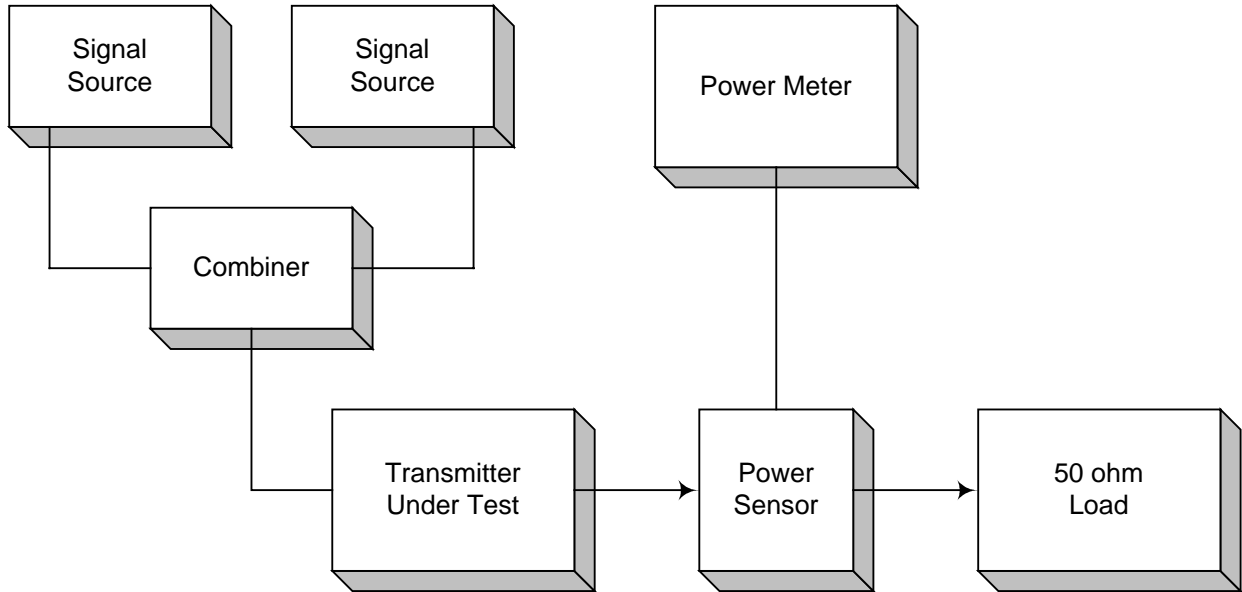 Signal
Source
Signal
Source
Power Meter
Combiner
Transmitter
Under Test
Power
Sensor
50 ohm
Load